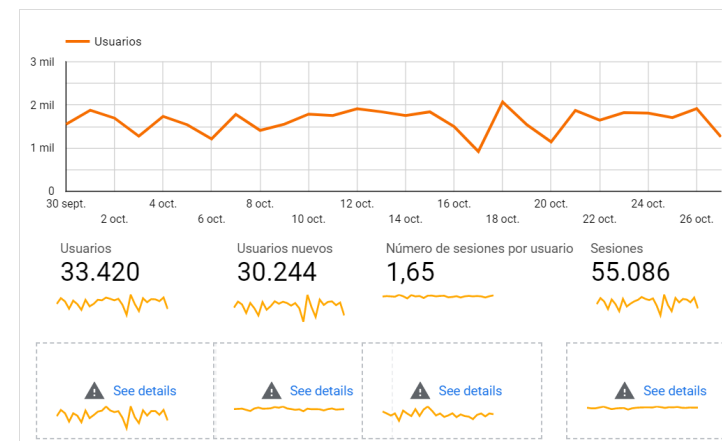 Usuarios
3 mil
2 mil
1 mil
0
30 sept.
2 oct.
4 oct.
6 oct.
8 oct.
10 oct.
12 oct.
14 oct.
16 oct.
18 oct.
20 oct.
22 oct.
24 oct.
26 oct.
Usuarios
33.420
Usuarios nuevos
30.244
Número de sesiones por usuario
1,65
Sesiones
55.086
See details
See details
See details
See details